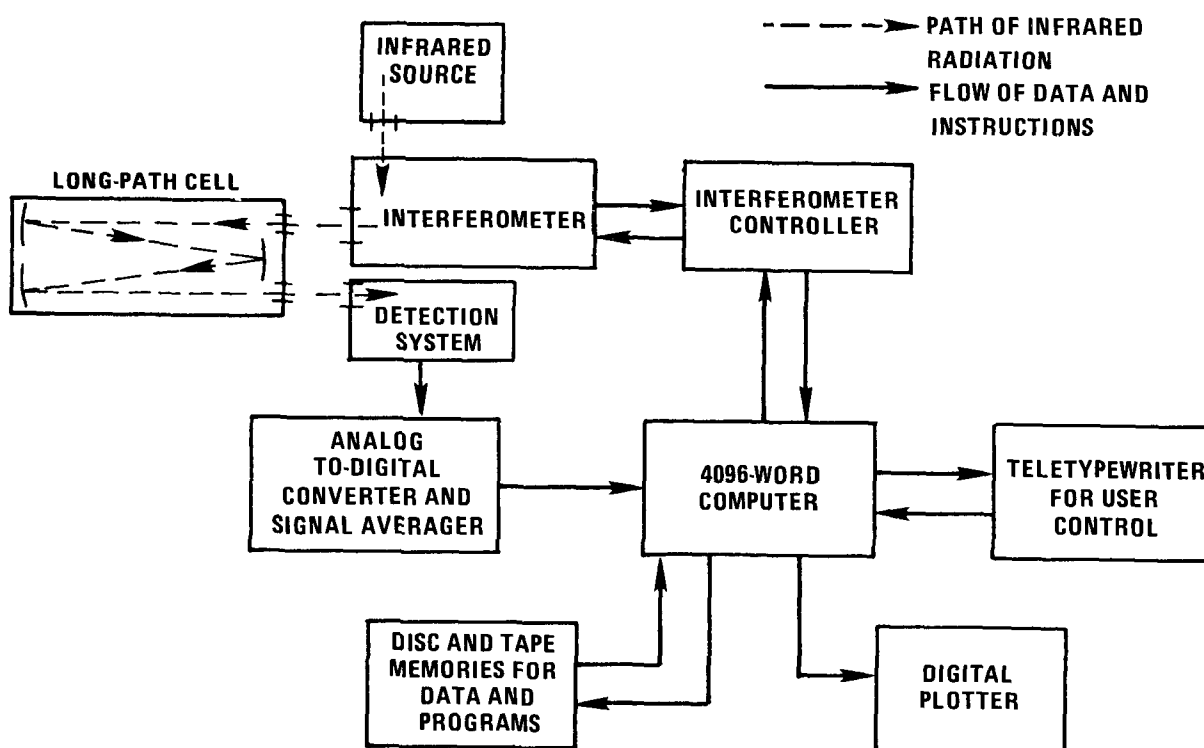 INFRARED
SOURCE
PATH OF INFRARED
RADIATION
FLOW OF DATA AND
INSTRUCTIONS
LONG-PATH CELL
INTERFEROMETER
INTERFEROMETER
CONTROLLER
DETECTION
SYSTEM
ANALOG
TO-DIGITAL
CONVERTER AND
SIGNAL AVERAGER
4096-WORD
COMPUTER
TELETYPEWRITER
FOR USER
CONTROL
DISC AND TAPE
MEMORIES FOR
DATA AND
PROGRAMS
DIGITAL
PLOTTER